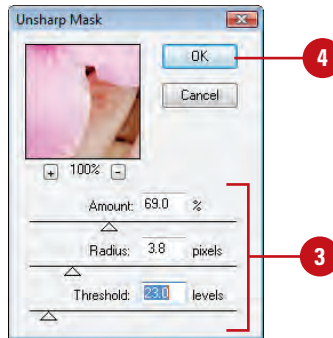 Unsharp Mask
OK
4
Cancel
+ 100% -
Amount: 69.0 %
Radius: 3.8 pixels
3
Threshold: 23.0 levels